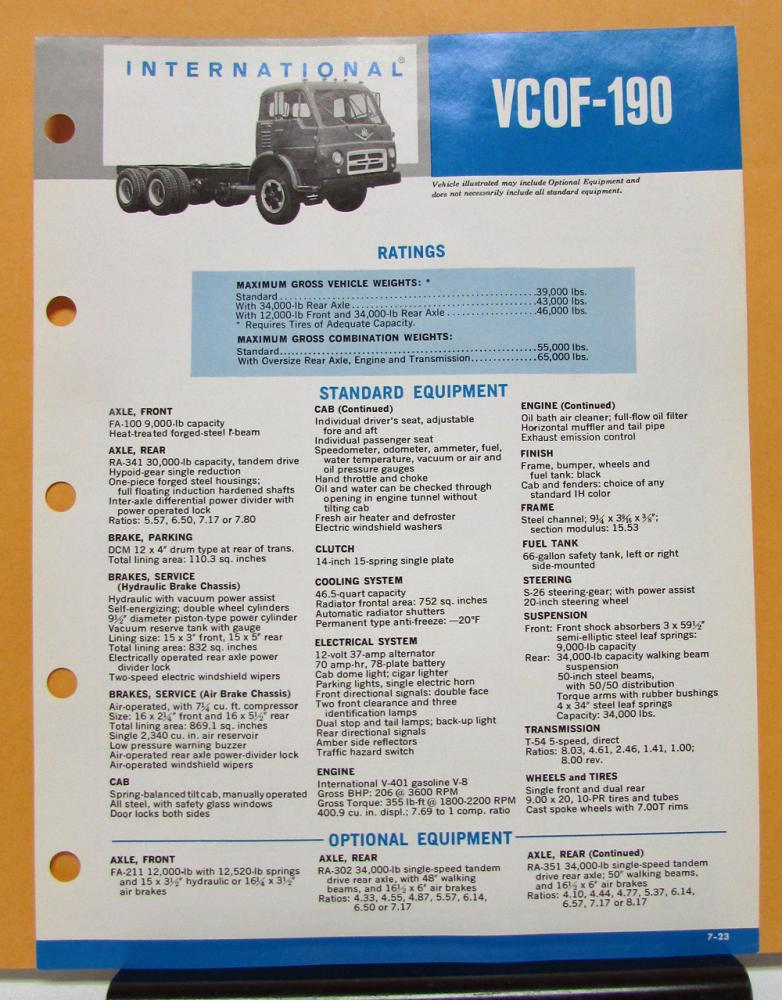 INTERNATIONAL®
VCOF-190
Vehicle illustrated may include Optional Equipment and
does not necessarily include all standard equipment.
RATINGS
MAXIMUM GROSS VEHICLE WEIGHTS: *
Standard ................................................39,000 lbs.
With 34,000-lb Rear Axle ..................................43,000 lbs.
With 12,000-lb Front and 34,000-lb Rear Axle .................46,000 lbs.
* Requires Tires of Adequate Capacity.
MAXIMUM GROSS COMBINATION WEIGHTS:
Standard................................................55,000 lbs.
With Oversize Rear Axle, Engine and Transmission.............65,000 lbs.
STANDARD EQUIPMENT
AXLE, FRONT
FA-100 9,000-lb capacity
Heat-treated forged-steel I-beam
AXLE, REAR
RA-341 30,000-lb capacity, tandem drive
Hypoid-gear single reduction
One-piece forged steel housings;
full floating induction hardened shafts
Inter-axle differential power divider with
power operated lock
Ratios: 5.57, 6.50, 7.17 or 7.80
BRAKE, PARKING
DCM 12 x 4" drum type at rear of trans.
Total lining area: 110.3 sq. inches
BRAKES, SERVICE
(Hydraulic Brake Chassis)
Hydraulic with vacuum power assist
Self-energizing; double wheel cylinders
9½" diameter piston-type power cylinder
Vacuum reserve tank with gauge
Lining size: 15 x 3" front, 15 x 5" rear
Total lining area: 832 sq. inches
Electrically operated rear axle power
divider lock
Two-speed electric windshield wipers
BRAKES, SERVICE (Air Brake Chassis)
Air-operated, with 7¼ cu. ft. compressor
Size: 16 x 2¼" front and 16 x 5½" rear
Total lining area: 869.1 sq. inches
Single 2,340 cu. in. air reservoir
Low pressure warning buzzer
Air-operated rear axle power-divider lock
Air-operated windshield wipers
CAB
Spring-balanced tilt cab, manually operated
All steel, with safety glass windows
Door locks both sides
CAB (Continued)
Individual driver's seat, adjustable
fore and aft
Individual passenger seat
Speedometer, odometer, ammeter, fuel,
water temperature, vacuum or air and
oil pressure gauges
Hand throttle and choke
Oil and water can be checked through
opening in engine tunnel without
tilting cab
Fresh air heater and defroster
Electric windshield washers
CLUTCH
14-inch 15-spring single plate
COOLING SYSTEM
46.5-quart capacity
Radiator frontal area: 752 sq. inches
Automatic radiator shutters
Permanent type anti-freeze: —20°F
ELECTRICAL SYSTEM
12-volt 37-amp alternator
70 amp-hr, 78-plate battery
Cab dome light; cigar lighter
Parking lights, single electric horn
Front directional signals: double face
Two front clearance and three
identification lamps
Dual stop and tail lamps; back-up light
Rear directional signals
Amber side reflectors
Traffic hazard switch
ENGINE
International V-401 gasoline V-8
Gross BHP: 206 @ 3600 RPM
Gross Torque: 355 lb-ft @ 1800-2200 RPM
400.9 cu. in. displ.; 7.69 to 1 comp. ratio
ENGINE (Continued)
Oil bath air cleaner; full-flow oil filter
Horizontal muffler and tail pipe
Exhaust emission control
FINISH
Frame, bumper, wheels and
fuel tank: black
Cab and fenders: choice of any
standard IH color
FRAME
Steel channel;
section modulus: 15.53
FUEL TANK
66-gallon safety tank, left or right
side-mounted
STEERING
S-26 steering-gear; with power assist
20-inch steering wheel
SUSPENSION
Front: Front shock absorbers 3 x 59½"
semi-elliptic steel leaf springs:
9,000-lb capacity
Rear: 34,000-lb capacity walking beam
suspension
50-inch steel beams,
with 50/50 distribution
Torque arms with rubber bushings
4 x 34" steel leaf springs
Capacity: 34,000 lbs.
TRANSMISSION
T-54 5-speed, direct
Ratios: 8.03, 4.61, 2.46, 1.41, 1.00;
8.00 rev.
WHEELS and TIRES
Single front and dual rear
9.00 x 20, 10-PR tires and tubes
Cast spoke wheels with 7.00T rims
OPTIONAL EQUIPMENT
AXLE, FRONT
FA-211 12,000-lb with 12,520-lb springs
and 15 x 3½" hydraulic or 16¼ x 3½"
air brakes
AXLE, REAR
RA-302 34,000-lb single-speed tandem
drive rear axle, with 48" walking
beams, and 16½ x 6" air brakes
Ratios: 4.33, 4.55, 4.87, 5.57, 6.14,
6.50 or 7.17
AXLE, REAR (Continued)
RA-351 34,000-lb single-speed tandem
drive rear axle; 50" walking beams,
and 16½ x 6" air brakes
Ratios: 4.10, 4.44, 4.77, 5.37, 6.14,
6.57, 7.17 or 8.17
7-23